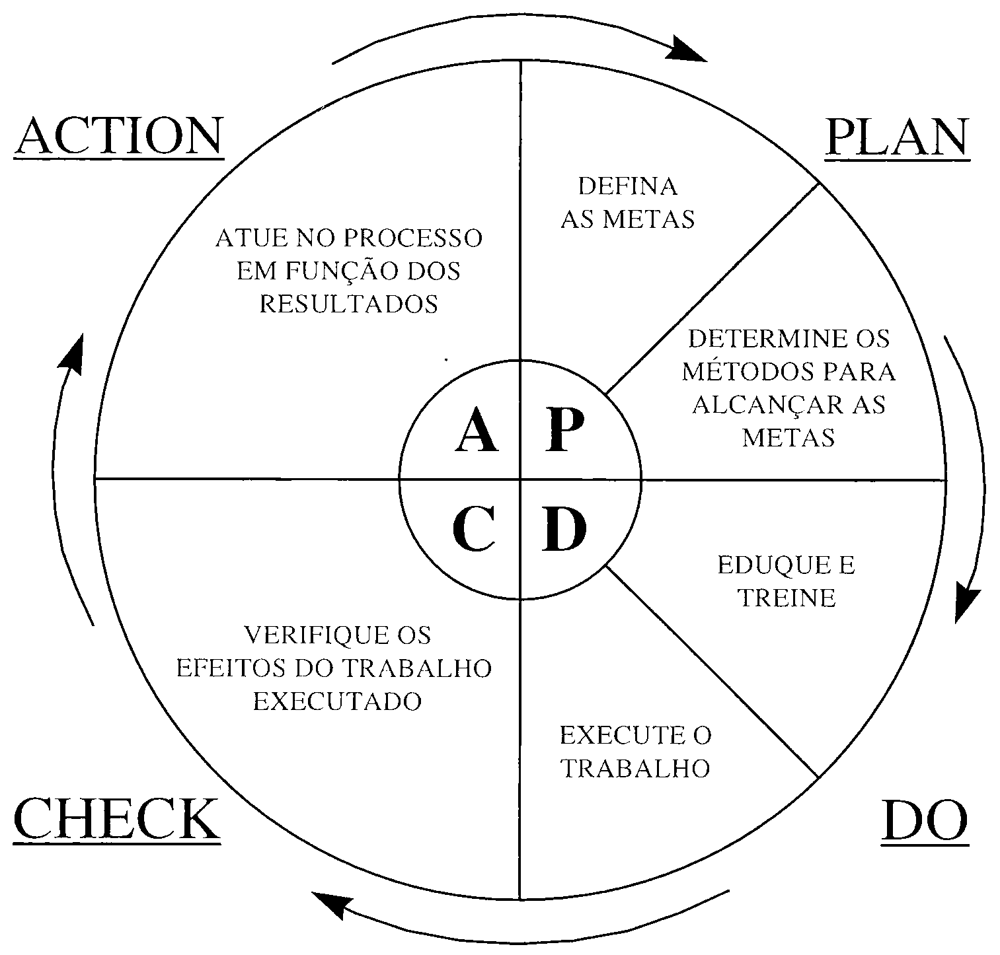 ACTION
PLAN
DEFINA
AS METAS
ATUE NO PROCESSO
EM FUNÇÃO DOS
RESULTADOS
DETERMINE OS
MÉTODOS PARA
ALCANÇAR AS
METAS
A P
C D
EDUQUE E
TREINE
VERIFIQUE OS
EFEITOS DO TRABALHO
EXECUTADO
EXECUTE O
TRABALHO
CHECK
DO